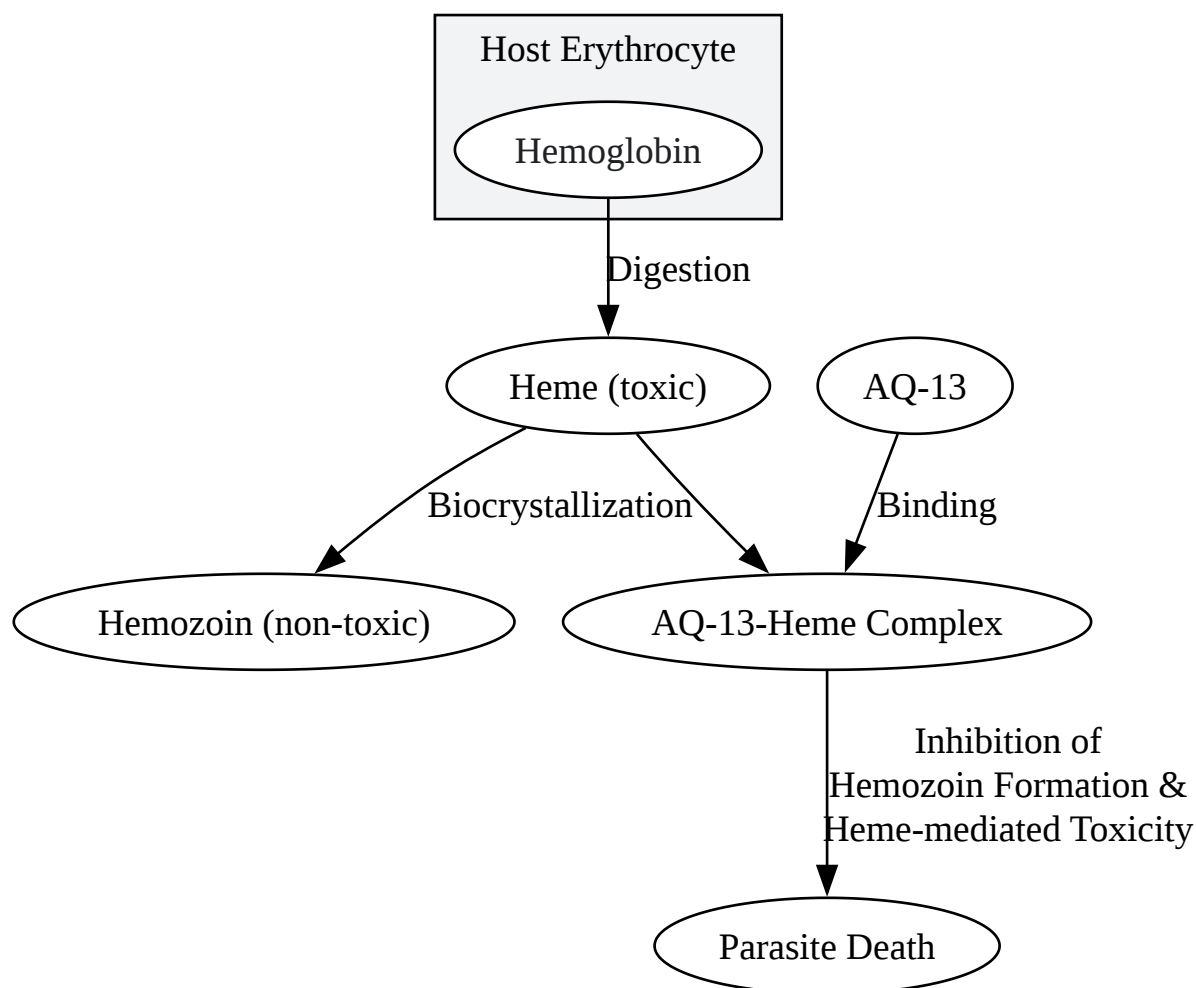 Host Erythrocyte
Hemoglobin
Digestion
Heme (toxic)
AQ-13
Biocrystallization
Binding
Hemozoin (non-toxic)
AQ-13-Heme Complex
Inhibition of
Hemozoin Formation &
Heme-mediated Toxicity
Parasite Death